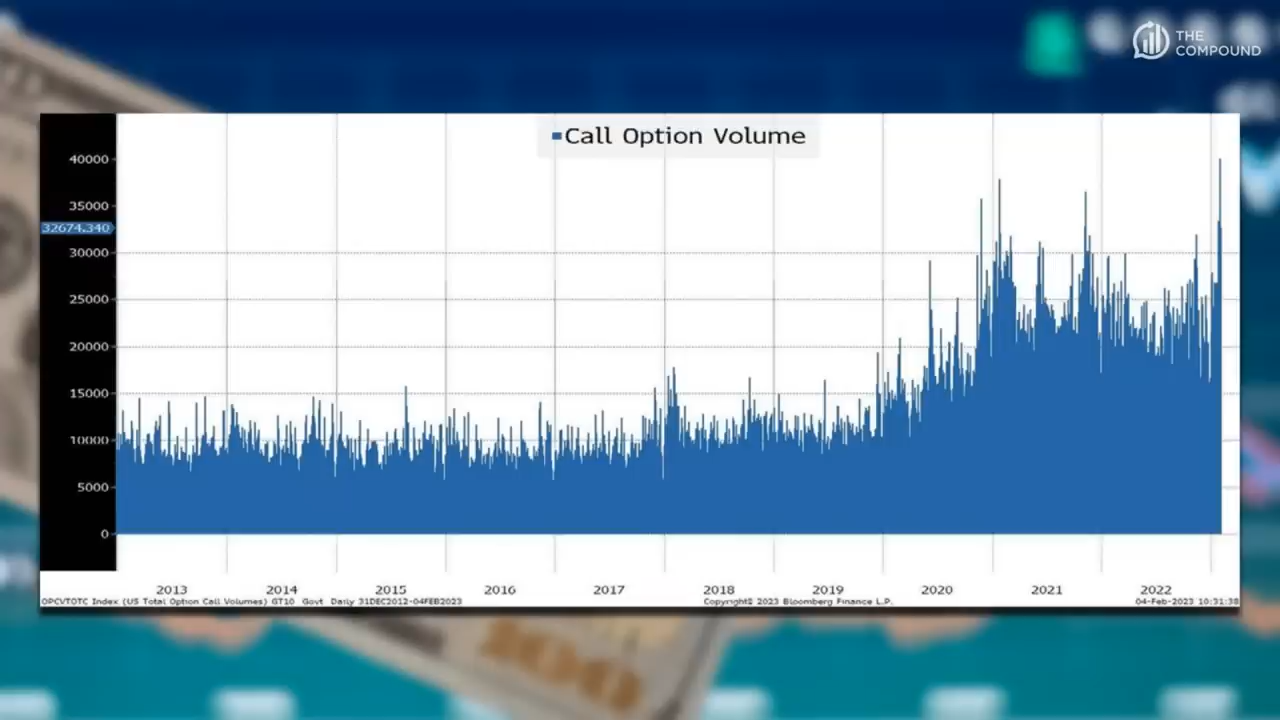 THE
COMPOUND
Call Option Volume
40000
35000
32674.340
30000
25000
20000
15000
10000
5000
0
2013 2014 2015 2016 2017 2018 2019 2020 2021 2022
OPCVTOTC Index (US Total Option Call Volumes) GT10 Govt Daily 31DEC2012-04FEB2023 Copyright© 2023 Bloomberg Finance L.P. 04-Feb-2023 10:31:38
100